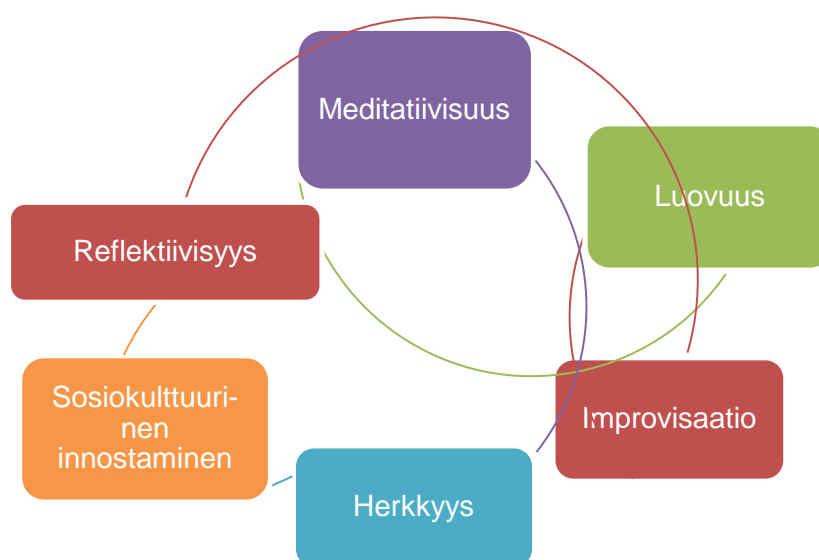 Meditatiivisuus
Luovuus
Reflektiivisyys
Sosiokulttuuri-
nen
innostaminen
Improvisaatio
Herkkyys